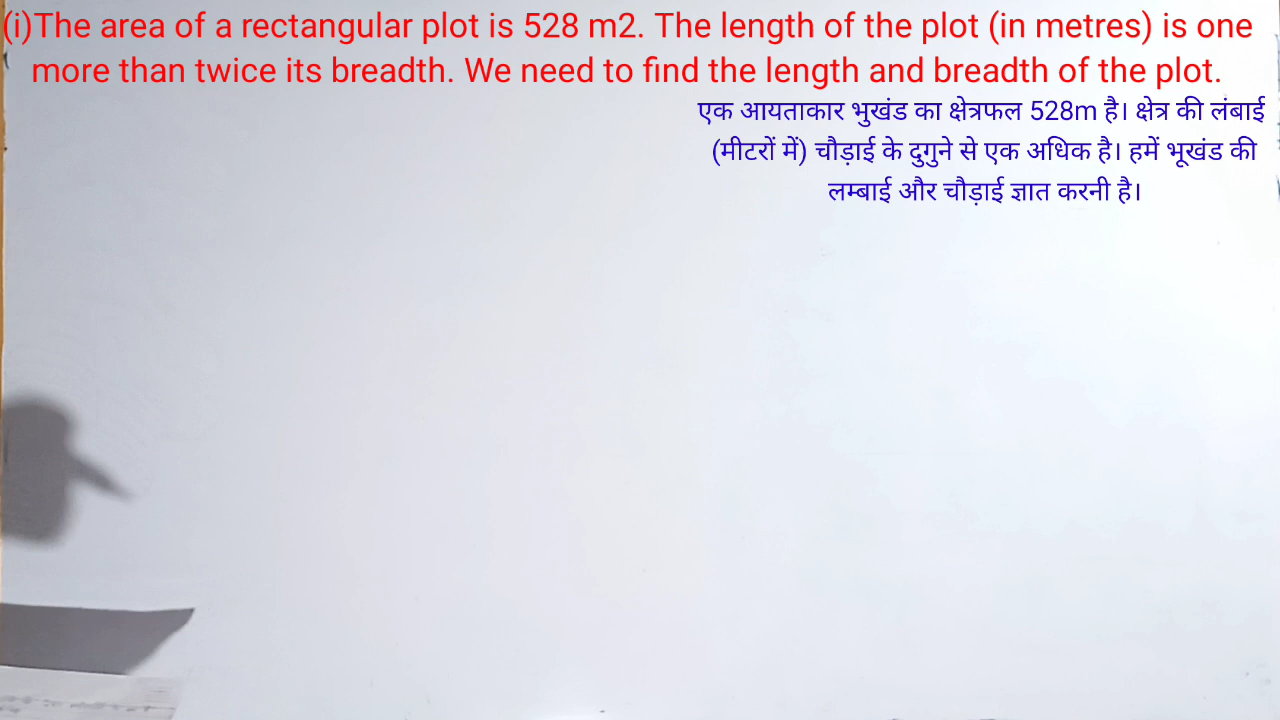 (i)The area of a rectangular plot is 528 m2. The length of the plot (in metres) is one
more than twice its breadth. We need to find the length and breadth of the plot.
एक आयताकार भुखंड का क्षेत्रफल 528m है। क्षेत्र की लंबाई
(मीटरों में) चौड़ाई के दुगुने से एक अधिक है। हमें भूखंड की
लम्बाई और चौड़ाई ज्ञात करनी है।